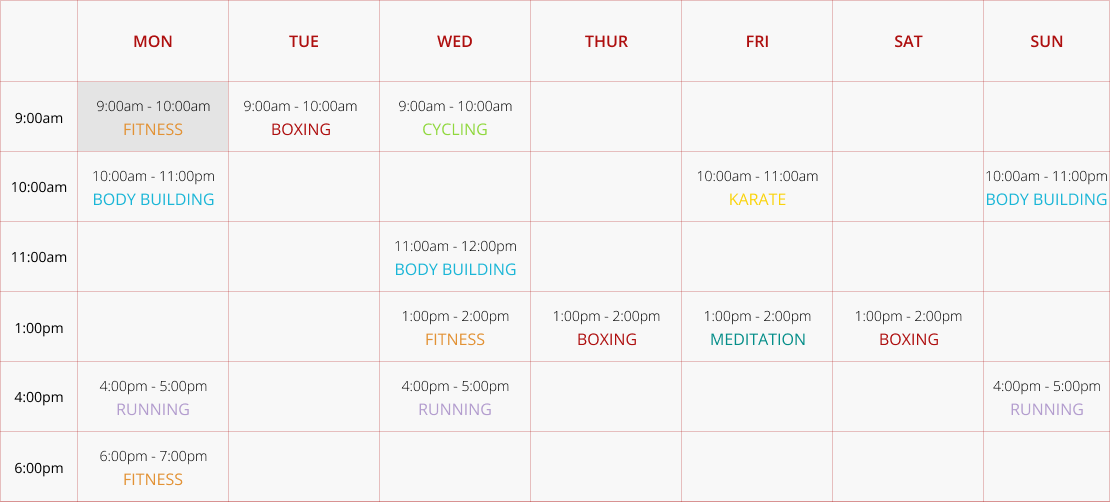 MON TUE WED THUR FRI SAT SUN
9:00am
9:00am - 10:00am
FITNESS
9:00am - 10:00am
BOXING
9:00am - 10:00am
CYCLING
10:00am
10:00am - 11:00pm
BODY BUILDING
10:00am - 11:00am
KARATE
10:00am - 11:00pm
BODY BUILDING
11:00am
11:00am - 12:00pm
BODY BUILDING
1:00pm
1:00pm - 2:00pm
FITNESS
1:00pm - 2:00pm
BOXING
1:00pm - 2:00pm
MEDITATION
1:00pm - 2:00pm
BOXING
4:00pm
4:00pm - 5:00pm
RUNNING
4:00pm - 5:00pm
RUNNING
4:00pm - 5:00pm
RUNNING
6:00pm
6:00pm - 7:00pm
FITNESS